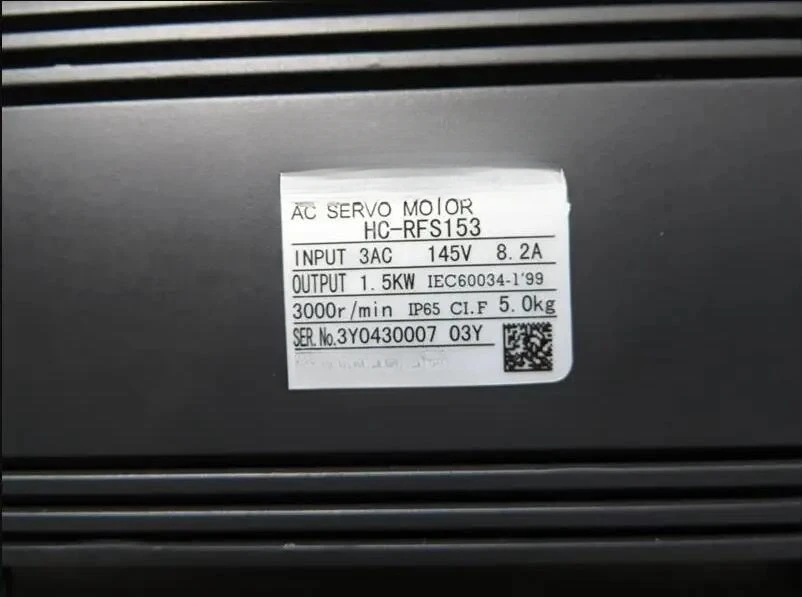 AC SERVO MOTOR
HC-RFS153
INPUT 3AC 145V 8.2A
OUTPUT 1.5KW IEC60034-1'99
3000r/min IP65 CI.F 5.0kg
SER.No.3Y0430007 03Y